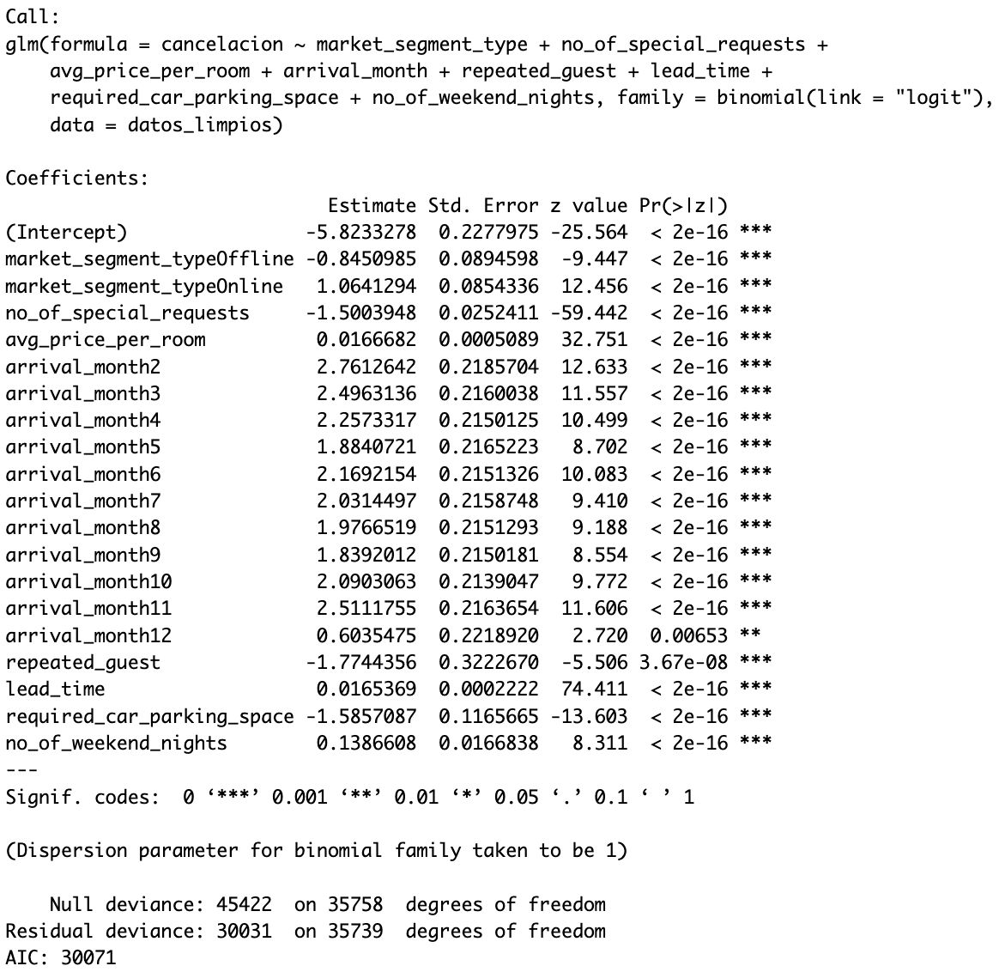 Call:
glm(formula = cancelacion ~ market_segment_type + no_of_special_requests +
    avg_price_per_room + arrival_month + repeated_guest + lead_time +
    required_car_parking_space + no_of_weekend_nights, family = binomial(link = "logit"),
    data = datos_limpios)

Coefficients:
                             Estimate Std. Error z value Pr(>|z|)
(Intercept)                -5.8233278  0.2277975 -25.564  < 2e-16 ***
market_segment_typeOffline -0.8450985  0.0894598  -9.447  < 2e-16 ***
market_segment_typeOnline   1.0641294  0.0854336  12.456  < 2e-16 ***
no_of_special_requests     -1.5003948  0.0252411 -59.442  < 2e-16 ***
avg_price_per_room          0.0166682  0.0005089  32.751  < 2e-16 ***
arrival_month2              2.7612642  0.2185704  12.633  < 2e-16 ***
arrival_month3              2.4963136  0.2160038  11.557  < 2e-16 ***
arrival_month4              2.2573317  0.2150125  10.499  < 2e-16 ***
arrival_month5              1.8840721  0.2165223   8.702  < 2e-16 ***
arrival_month6              2.1692154  0.2151326  10.083  < 2e-16 ***
arrival_month7              2.0314497  0.2158748   9.410  < 2e-16 ***
arrival_month8              1.9766519  0.2151293   9.188  < 2e-16 ***
arrival_month9              1.8392012  0.2150181   8.554  < 2e-16 ***
arrival_month10             2.0903063  0.2139047   9.772  < 2e-16 ***
arrival_month11             2.5111755  0.2163654  11.606  < 2e-16 ***
arrival_month12             0.6035475  0.2218920   2.720  0.00653 **
repeated_guest             -1.7744356  0.3222670  -5.506 3.67e-08 ***
lead_time                   0.0165369  0.0002222  74.411  < 2e-16 ***
required_car_parking_space -1.5857087  0.1165665 -13.603  < 2e-16 ***
no_of_weekend_nights        0.1386608  0.0166838   8.311  < 2e-16 ***
---
Signif. codes:  0 ‘***’ 0.001 ‘**’ 0.01 ‘*’ 0.05 ‘.’ 0.1 ‘ ’ 1

(Dispersion parameter for binomial family taken to be 1)

    Null deviance: 45422  on 35758  degrees of freedom
Residual deviance: 30031  on 35739  degrees of freedom
AIC: 30071